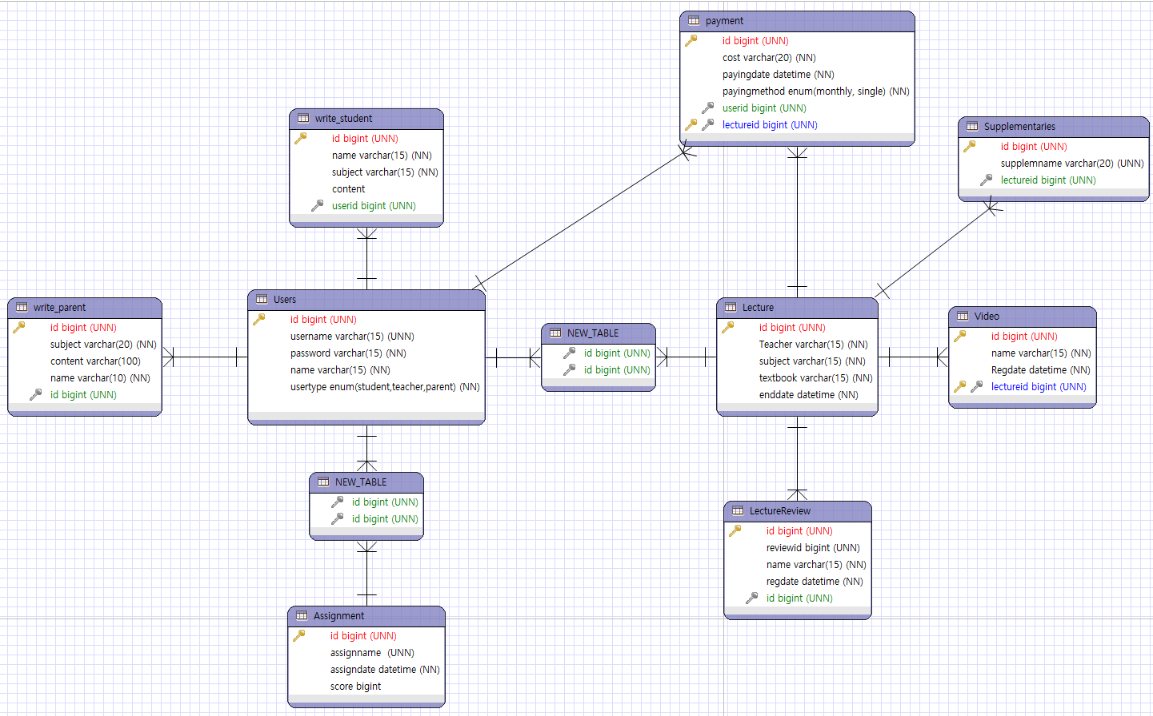 payment
id bigint (UNN)
cost varchar(20) (NN)
payingdate datetime (NN)
payingmethod enum(monthly, single) (NN)
userid bigint (UNN)
lectureid bigint (UNN)
write_student
id bigint (UNN)
name varchar(15) (NN)
subject varchar(15) (NN)
content
userid bigint (UNN)
Supplementaries
id bigint (UNN)
supplemname varchar(20) (UNN)
lectureid bigint (UNN)
write_parent
id bigint (UNN)
subject varchar(20) (NN)
content varchar(100)
name varchar(10) (NN)
id bigint (UNN)
Users
id bigint (UNN)
username varchar(15) (UNN)
password varchar(15) (NN)
name varchar(15) (NN)
usertype enum(student,teacher,parent) (NN)
NEW_TABLE
id bigint (UNN)
id bigint (UNN)
Lecture
id bigint (UNN)
Teacher varchar(15) (NN)
subject varchar(15) (NN)
textbook varchar(15) (NN)
enddate datetime (NN)
Video
id bigint (UNN)
name varchar(15) (NN)
Regdate datetime (NN)
lectureid bigint (UNN)
NEW_TABLE
id bigint (UNN)
id bigint (UNN)
LectureReview
id bigint (UNN)
reviewid bigint (UNN)
name varchar(15) (NN)
regdate datetime (NN)
id bigint (UNN)
Assignment
id bigint (UNN)
assignname (UNN)
assigndate datetime (NN)
score bigint